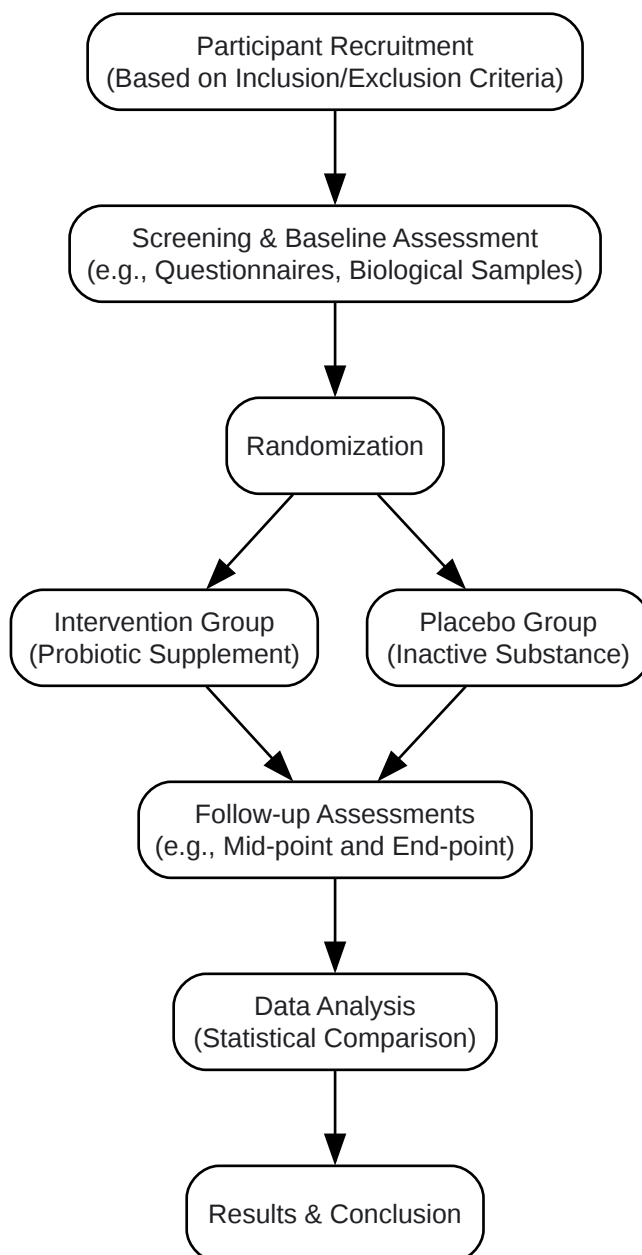 Participant Recruitment
(Based on Inclusion/Exclusion Criteria)
Screening & Baseline Assessment
(e.g., Questionnaires, Biological Samples)
Randomization
Intervention Group
(Probiotic Supplement)
Placebo Group
(Inactive Substance)
Follow-up Assessments
(e.g., Mid-point and End-point)
Data Analysis
(Statistical Comparison)
Results & Conclusion